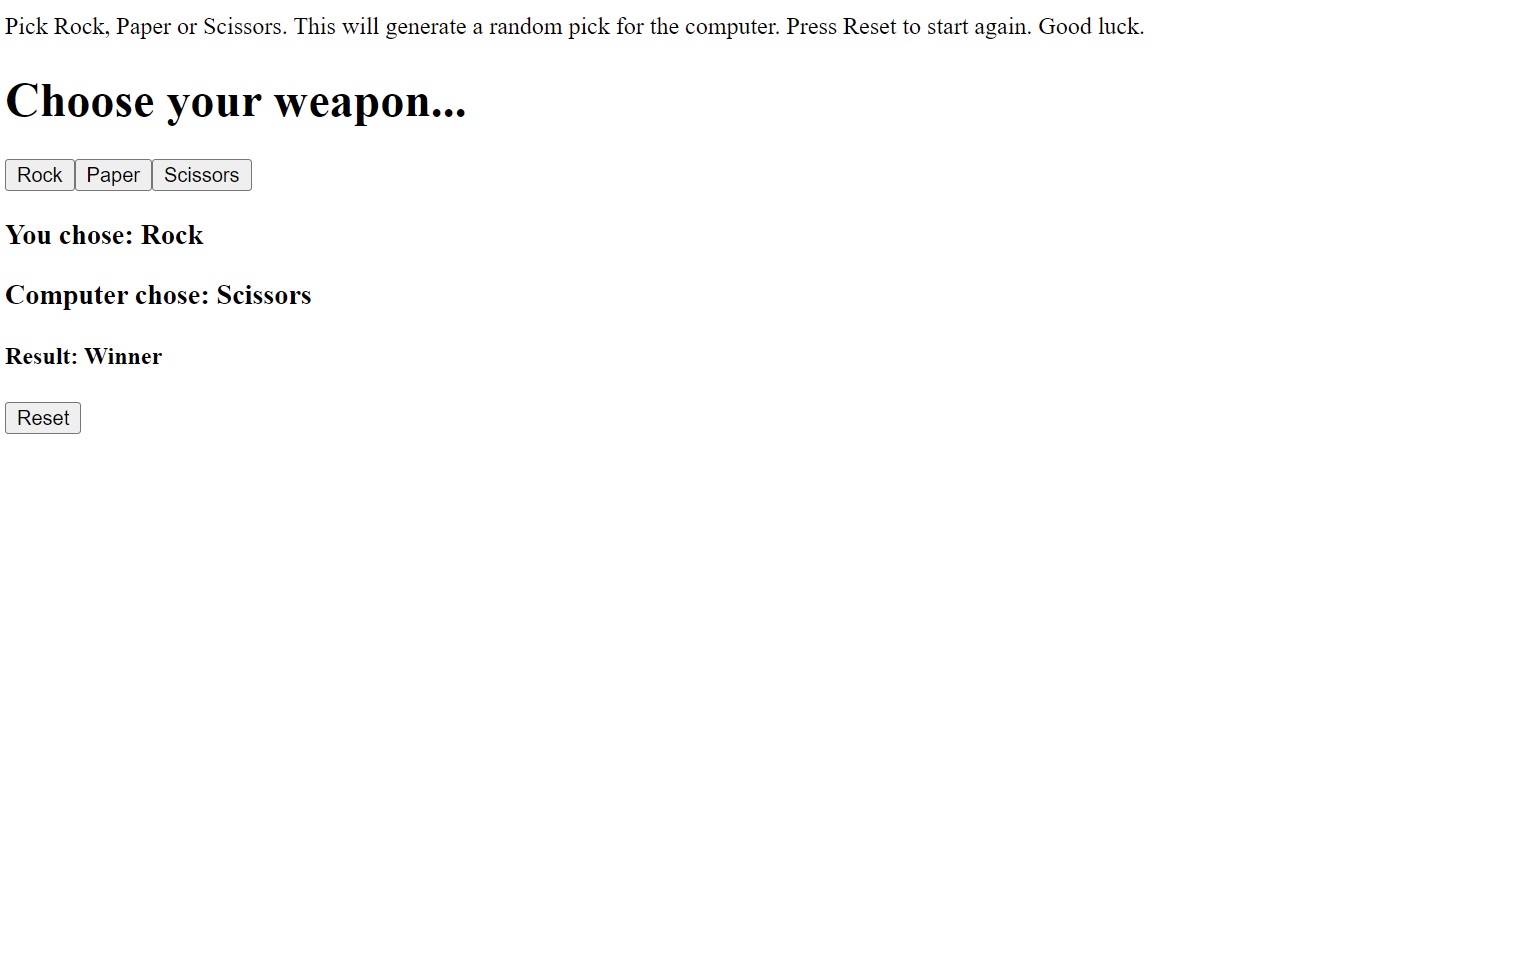 Pick Rock, Paper or Scissors. This will generate a random pick for the computer. Press Reset to start again. Good luck.
Choose your weapon...
Rock Paper Scissors
You chose: Rock
Computer chose: Scissors
Result: Winner
Reset